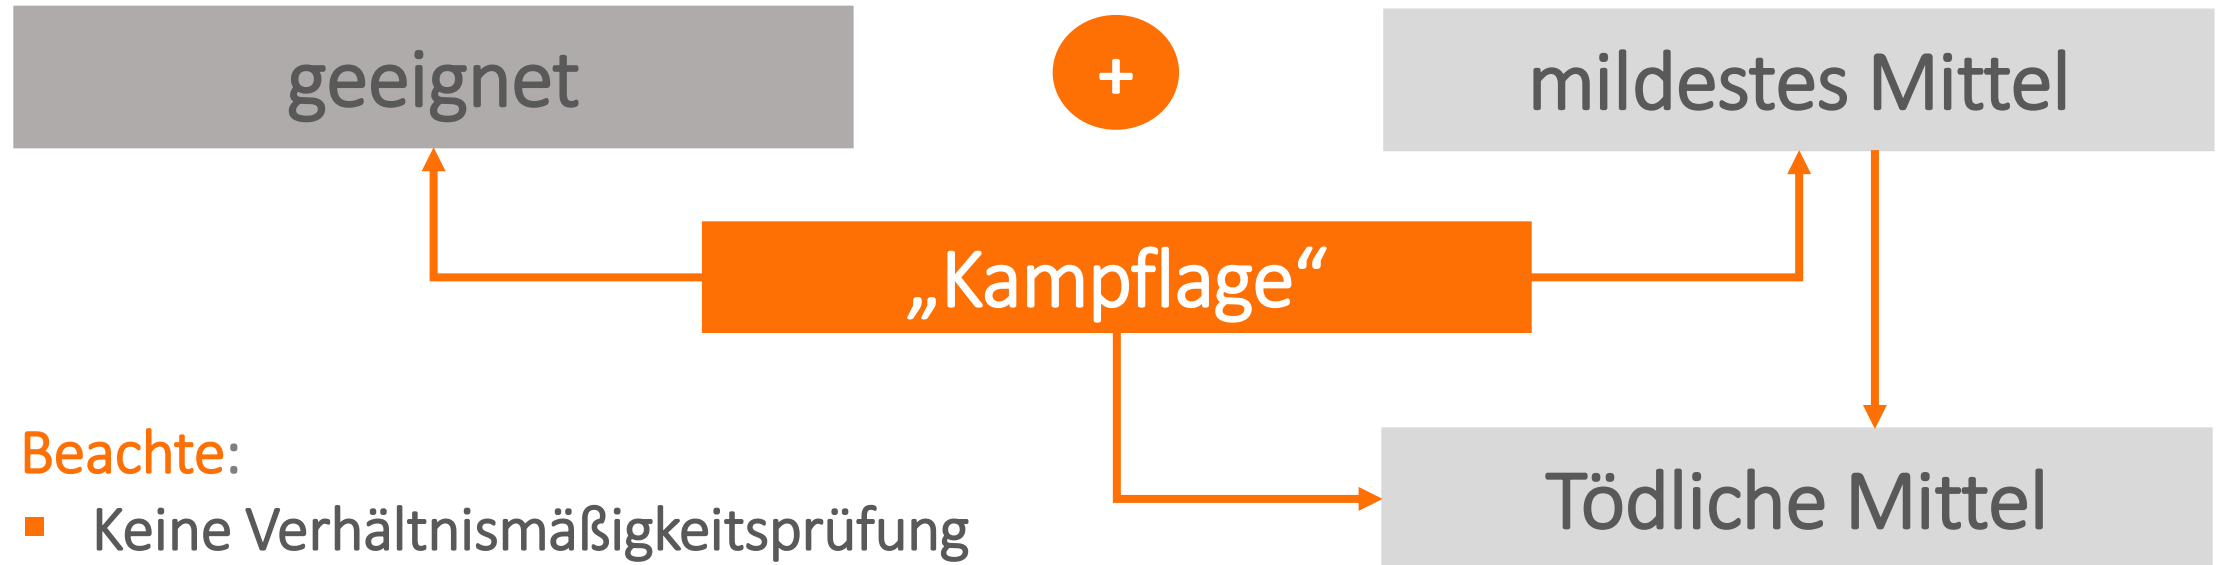 geeignet
+
mildestes Mittel
„Kampflage“
Beachte:
Keine Verhältnismäßigkeitsprüfung
Tödliche Mittel